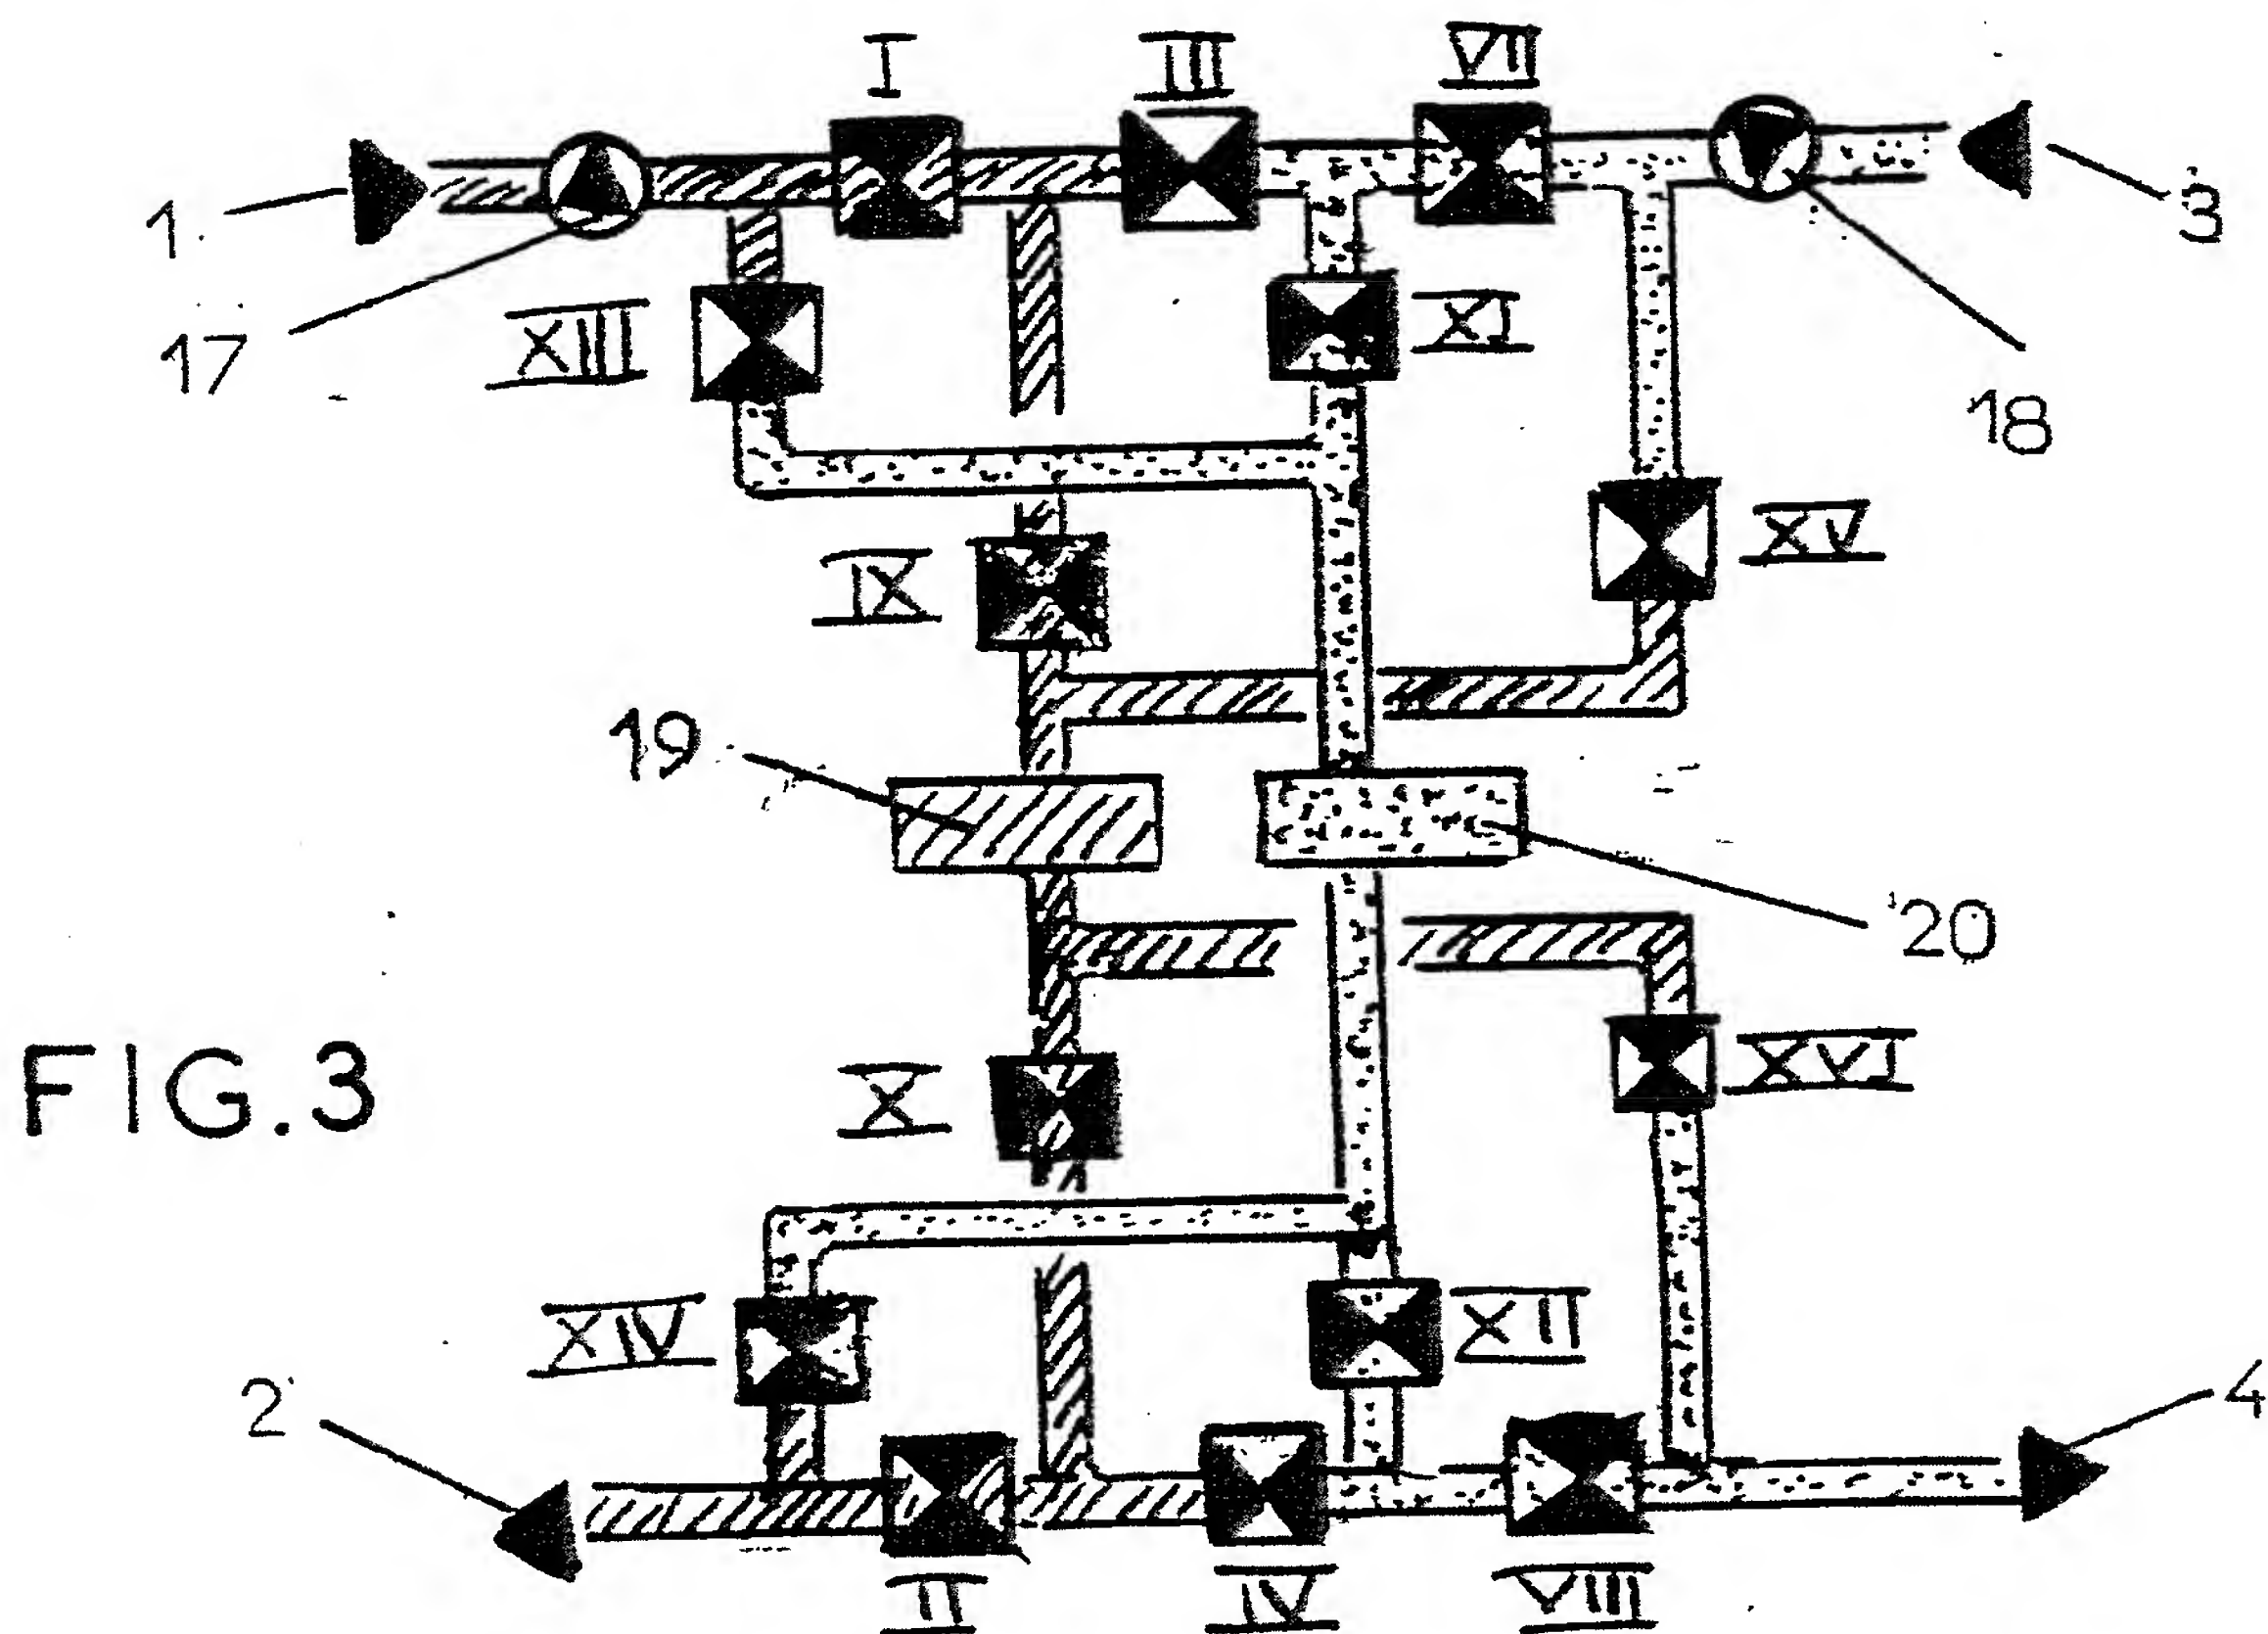 I III VII
1 3
17 XIII XI 18
IX XV
19
20
FIG.3
X XVI
XIV XII
2 4
II IV VIII